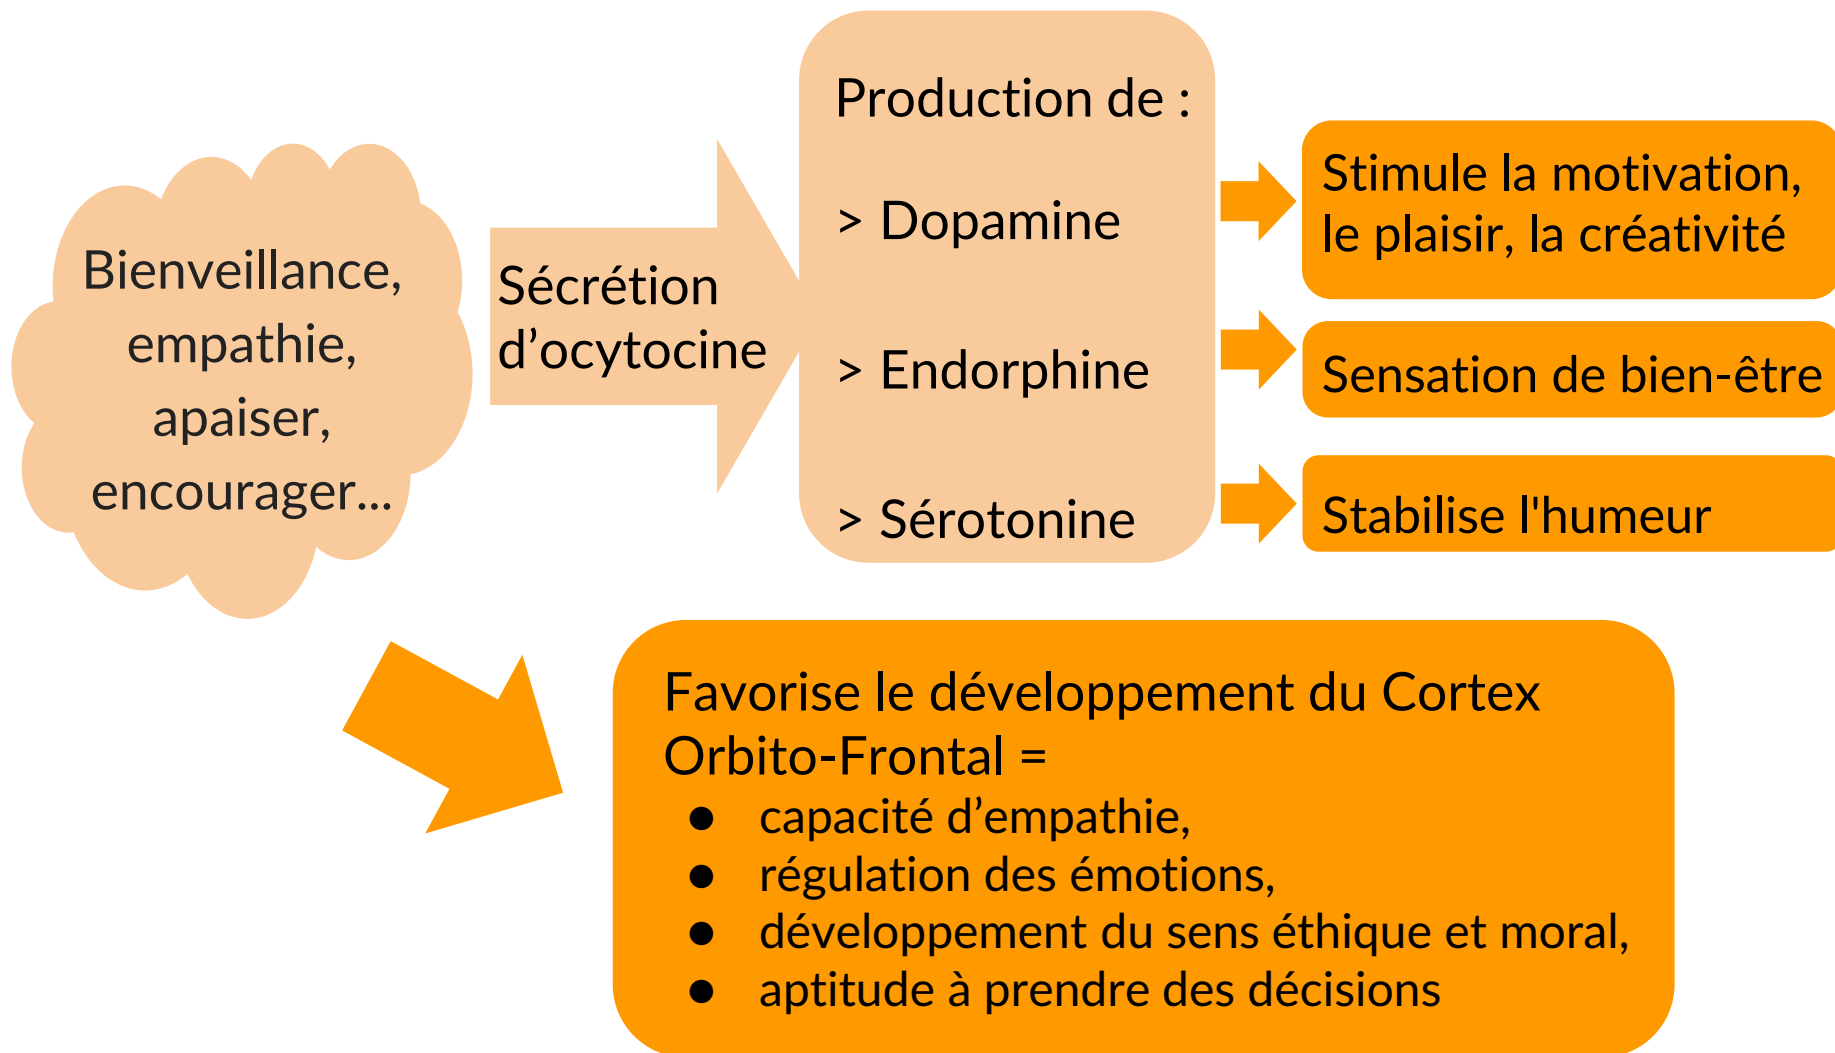 Bienveillance,
empathie,
apaiser,
encourager...
Sécrétion
d’ocytocine
Production de :
> Dopamine
> Endorphine
> Sérotonine
Stimule la motivation,
le plaisir, la créativité
Sensation de bien-être
Stabilise l'humeur
Favorise le développement du Cortex
Orbito-Frontal =
● capacité d’empathie,
● régulation des émotions,
● développement du sens éthique et moral,
● aptitude à prendre des décisions